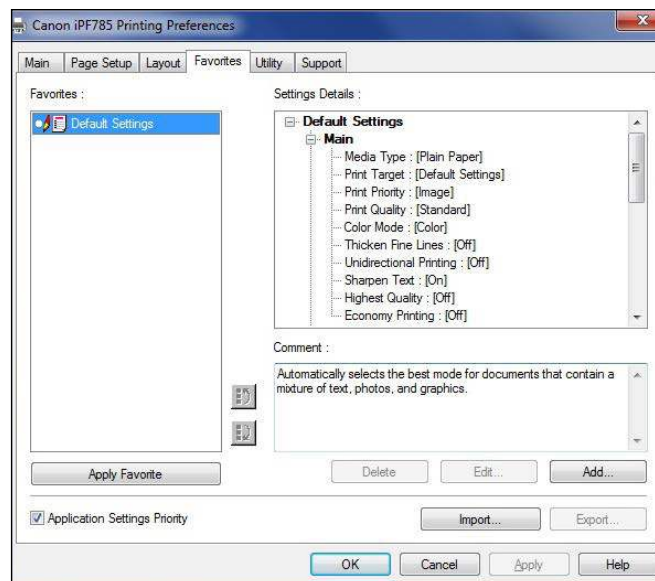 Canon iPF785 Printing Preferences
Main Page Setup Layout Favorites Utility Support
Favorites :
Default Settings
Apply Favorite
Settings Details :
Default Settings
Main
Media Type : [Plain Paper]
Print Target : [Default Settings]
Print Priority : [Image]
Print Quality : [Standard]
Color Mode : [Color]
Thicken Fine Lines : [Off]
Unidirectional Printing : [Off]
Sharpen Text : [On]
Highest Quality : [Off]
Economy Printing : [Off]
Comment :
Automatically selects the best mode for documents that contain a
mixture of text, photos, and graphics.
Delete Edit... Add...
Application Settings Priority
Import... Export...
OK Cancel Apply Help